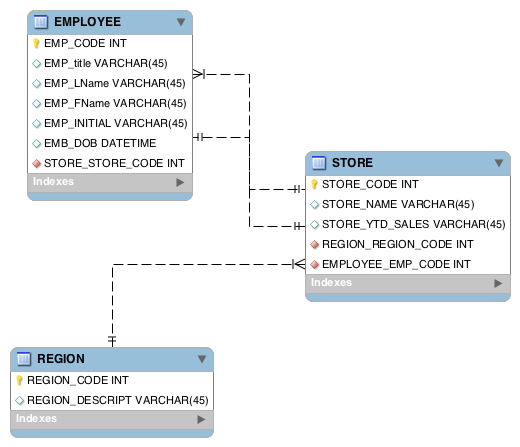 EMPLOYEE
EMP_CODE INT
EMP_title VARCHAR(45)
EMP_LName VARCHAR(45)
EMP_FName VARCHAR(45)
EMP_INITIAL VARCHAR(45)
EMB_DOB DATETIME
STORE_STORE_CODE INT
Indexes
STORE
STORE_CODE INT
STORE_NAME VARCHAR(45)
STORE_YTD_SALES VARCHAR(45)
REGION_REGION_CODE INT
EMPLOYEE_EMP_CODE INT
Indexes
REGION
REGION_CODE INT
REGION_DESCRIPT VARCHAR(45)
Indexes